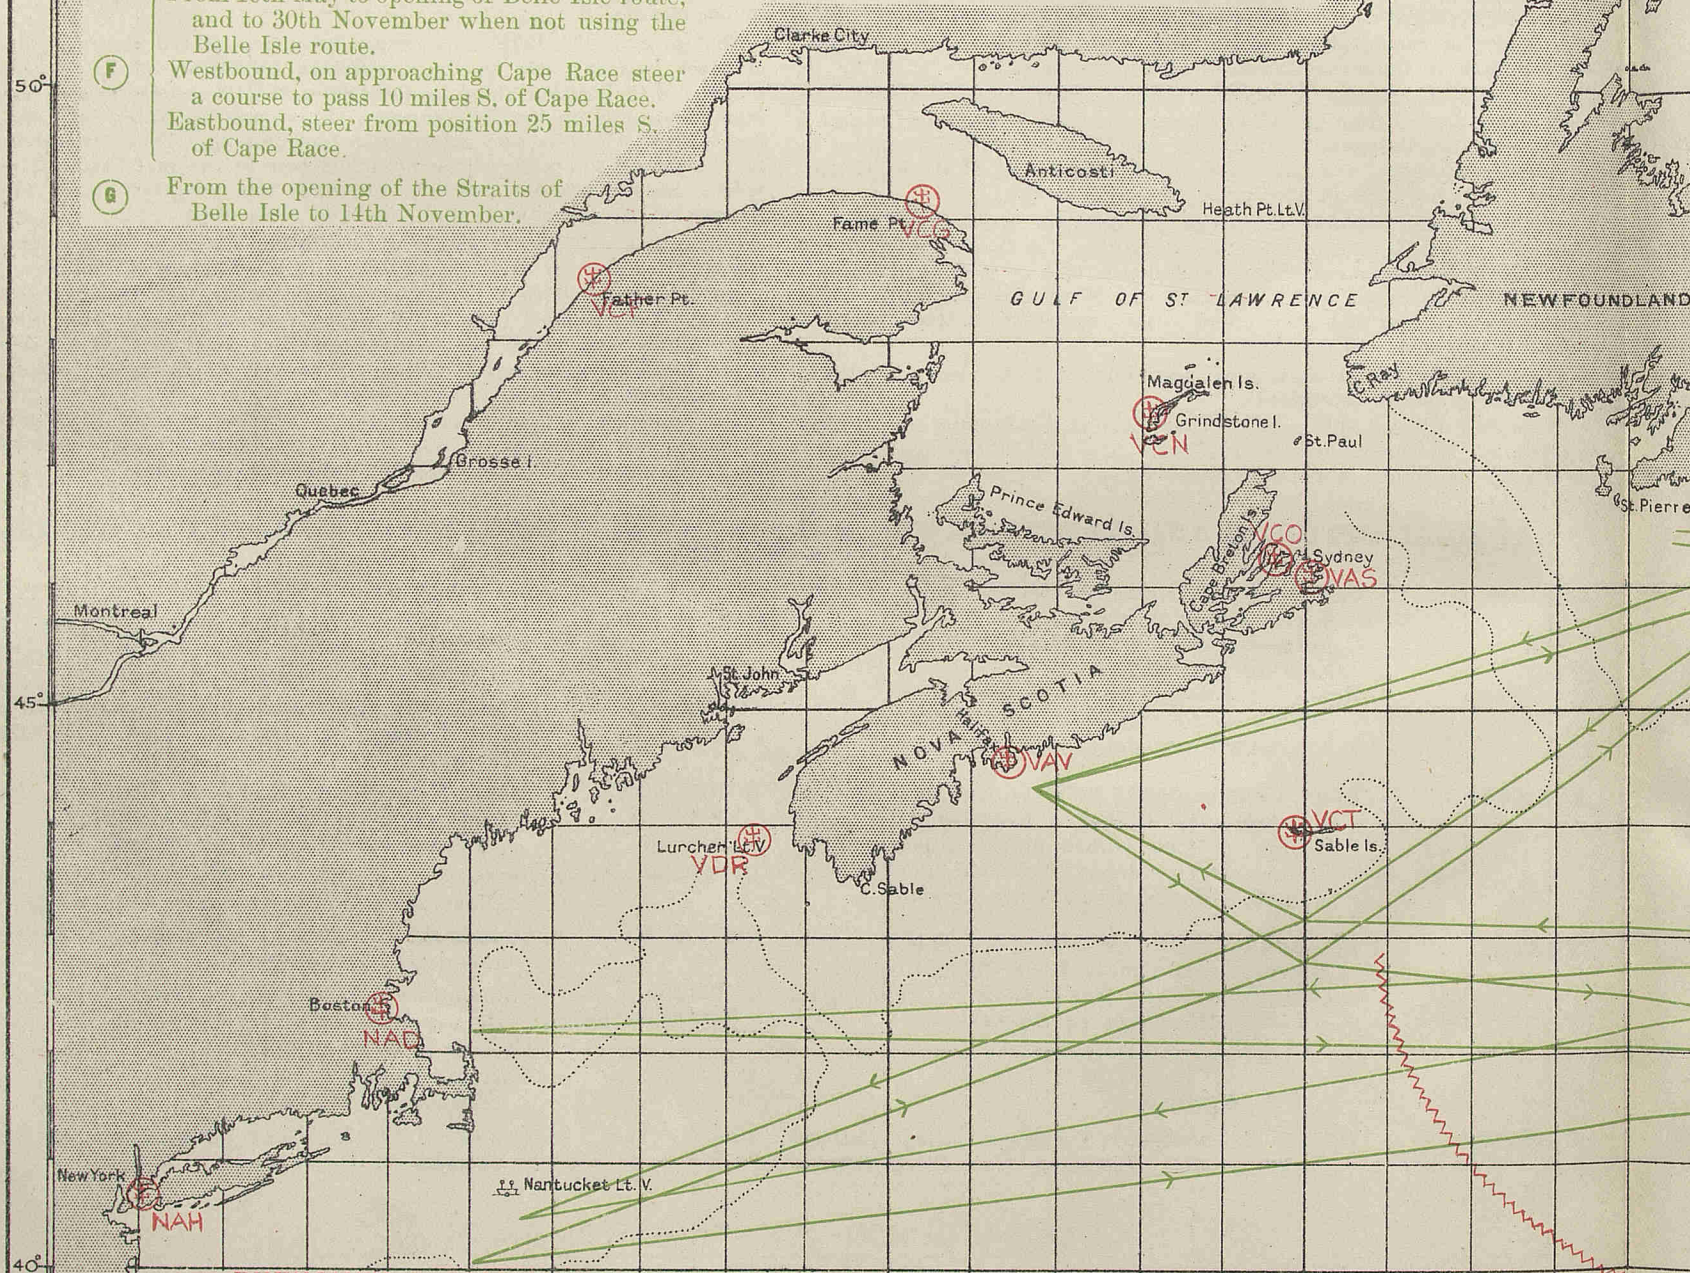 and to 30th November when not using the
Belle Isle route.
F
Westbound, on approaching Cape Race steer
a course to pass 10 miles S. of Cape Race.
Eastbound, steer from position 25 miles S.
of Cape Race.
G
From the opening of the Straits of
Belle Isle to 14th November.
50°
Clarke City
Anticosti
Heath Pt. Lt. V.
Fame Pt.
VCG
Father Pt.
VCF
GULF OF ST LAWRENCE
NEWFOUNDLAND
C. Ray
Magdalen Is.
Grindstone I.
VCN
St. Paul
Grosse I.
Quebec
Prince Edward Is.
St. Pierre
VCO
Sydney
VAS
Cape Breton Is.
Montreal
St John
45°
NOVA SCOTIA
Halifax
VAV
VCT
Sable Is.
Lurcher Lt. V.
VDR
C. Sable
Boston
NAD
New York
NAH
Nantucket Lt. V.
40°